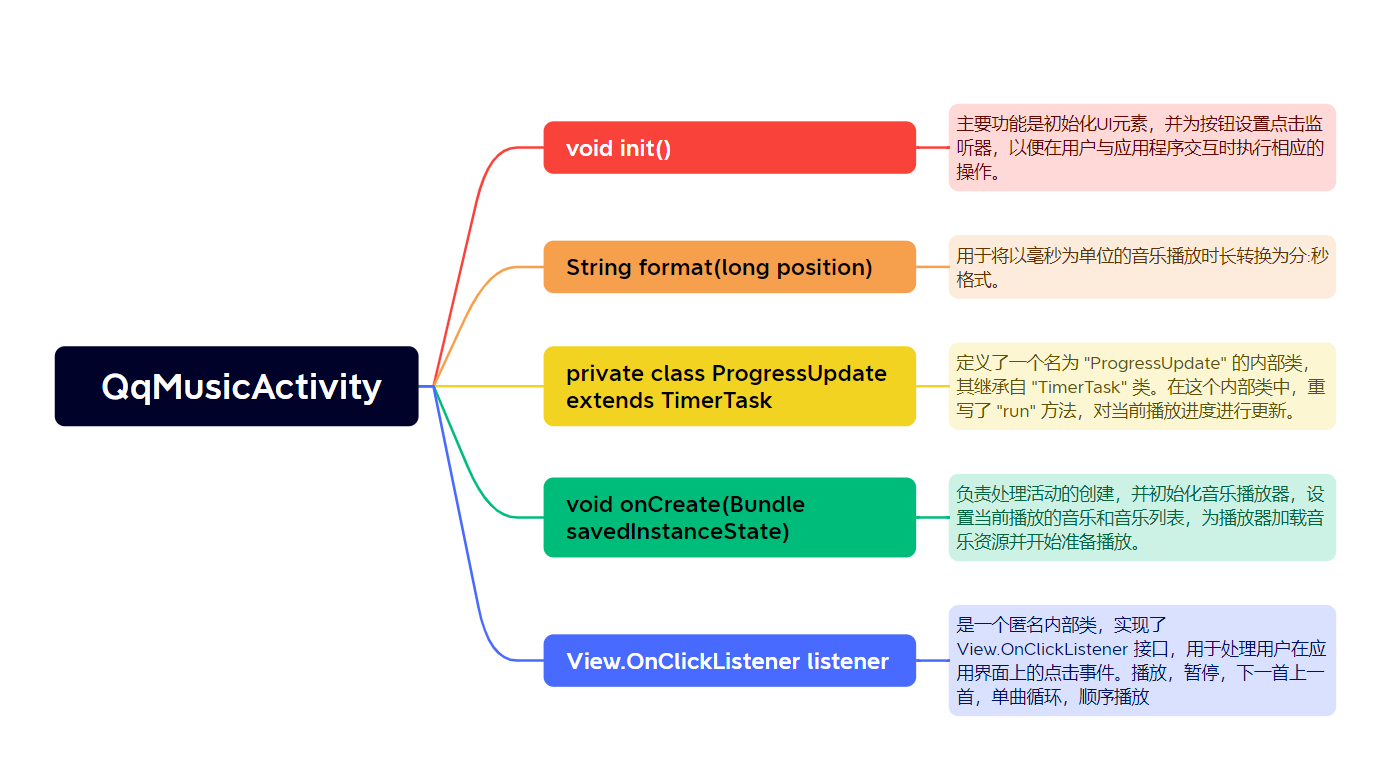 QqMusicActivity
void init()
主要功能是初始化UI元素，并为按钮设置点击监
听器，以便在用户与应用程序交互时执行相应的
操作。
String format(long position)
用于将以毫秒为单位的音乐播放时长转换为分:秒
格式。
private class ProgressUpdate
extends TimerTask
定义了一个名为 "ProgressUpdate" 的内部类，
其继承自 "TimerTask" 类。在这个内部类中，重
写了 "run" 方法，对当前播放进度进行更新。
void onCreate(Bundle
savedInstanceState)
负责处理活动的创建，并初始化音乐播放器，设
置当前播放的音乐和音乐列表，为播放器加载音
乐资源并开始准备播放。
View.OnClickListener listener
是一个匿名内部类，实现了
View.OnClickListener 接口，用于处理用户在应
用界面上的点击事件。播放，暂停，下一首上一
首，单曲循环，顺序播放